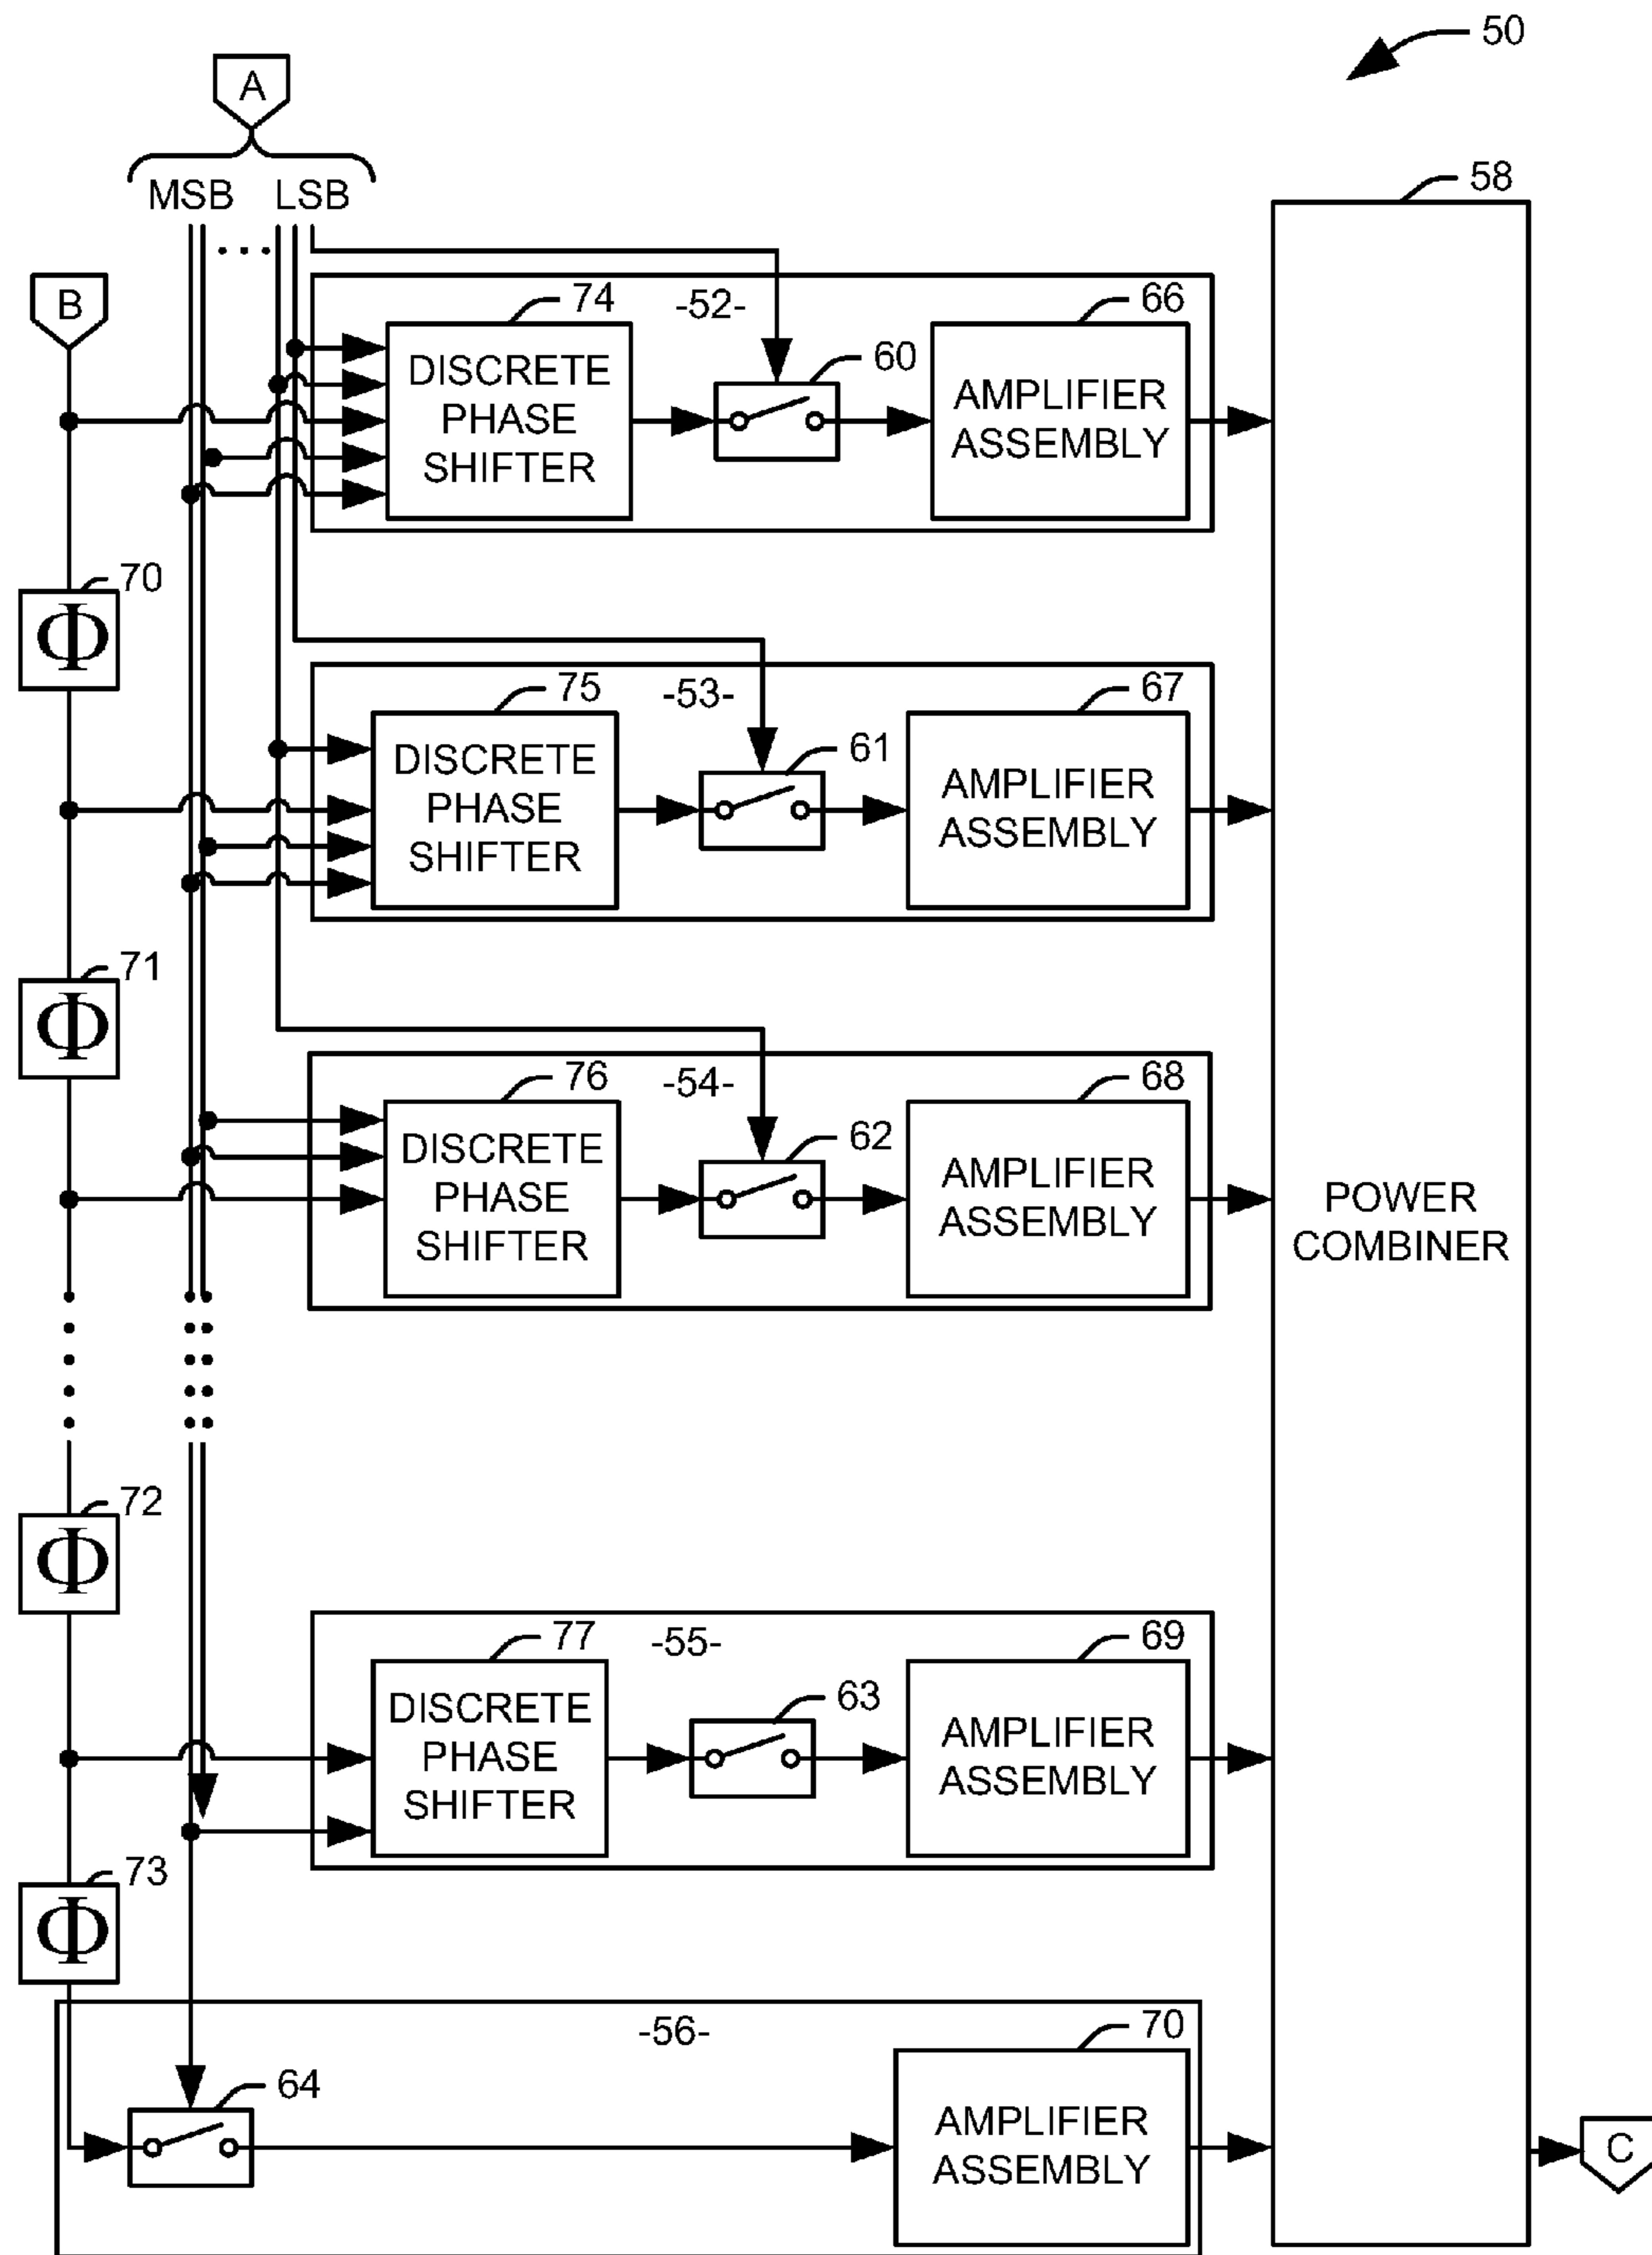 50
A
MSB LSB
58
B
74
-52-
66
60
DISCRETE
PHASE
SHIFTER
AMPLIFIER
ASSEMBLY
70
Φ
75
-53-
67
61
DISCRETE
PHASE
SHIFTER
AMPLIFIER
ASSEMBLY
71
Φ
76
-54-
68
62
DISCRETE
PHASE
SHIFTER
AMPLIFIER
ASSEMBLY
POWER
COMBINER
72
Φ
77
-55-
69
63
DISCRETE
PHASE
SHIFTER
AMPLIFIER
ASSEMBLY
73
Φ
-56-
70
64
AMPLIFIER
ASSEMBLY
C